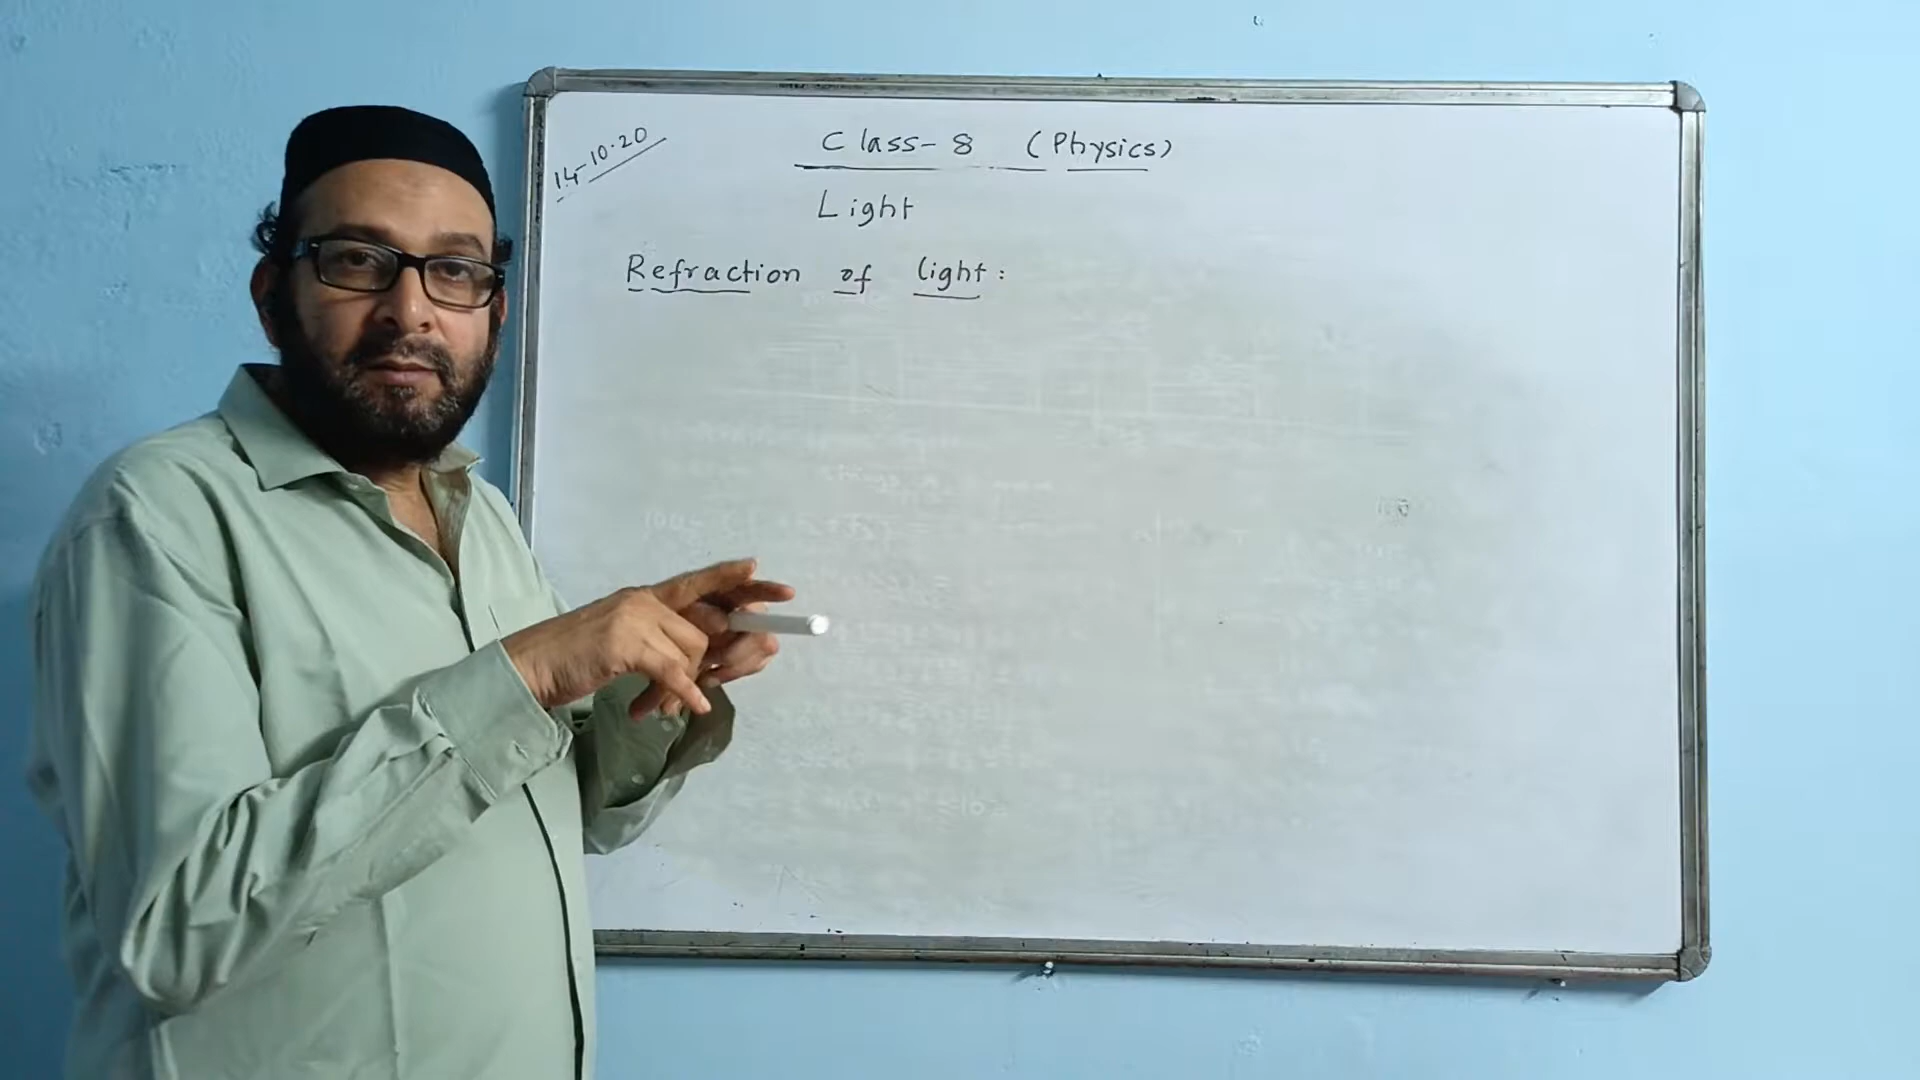 14-10.20
Class-8 (Physics)
Light
Refraction of light: